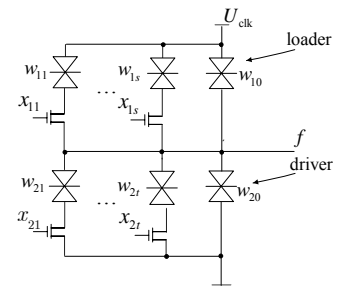 U_clk
loader
w_11 w_1s w_10
x_11 … x_1s
f
driver
w_21 w_2t w_20
…
x_21 x_2t